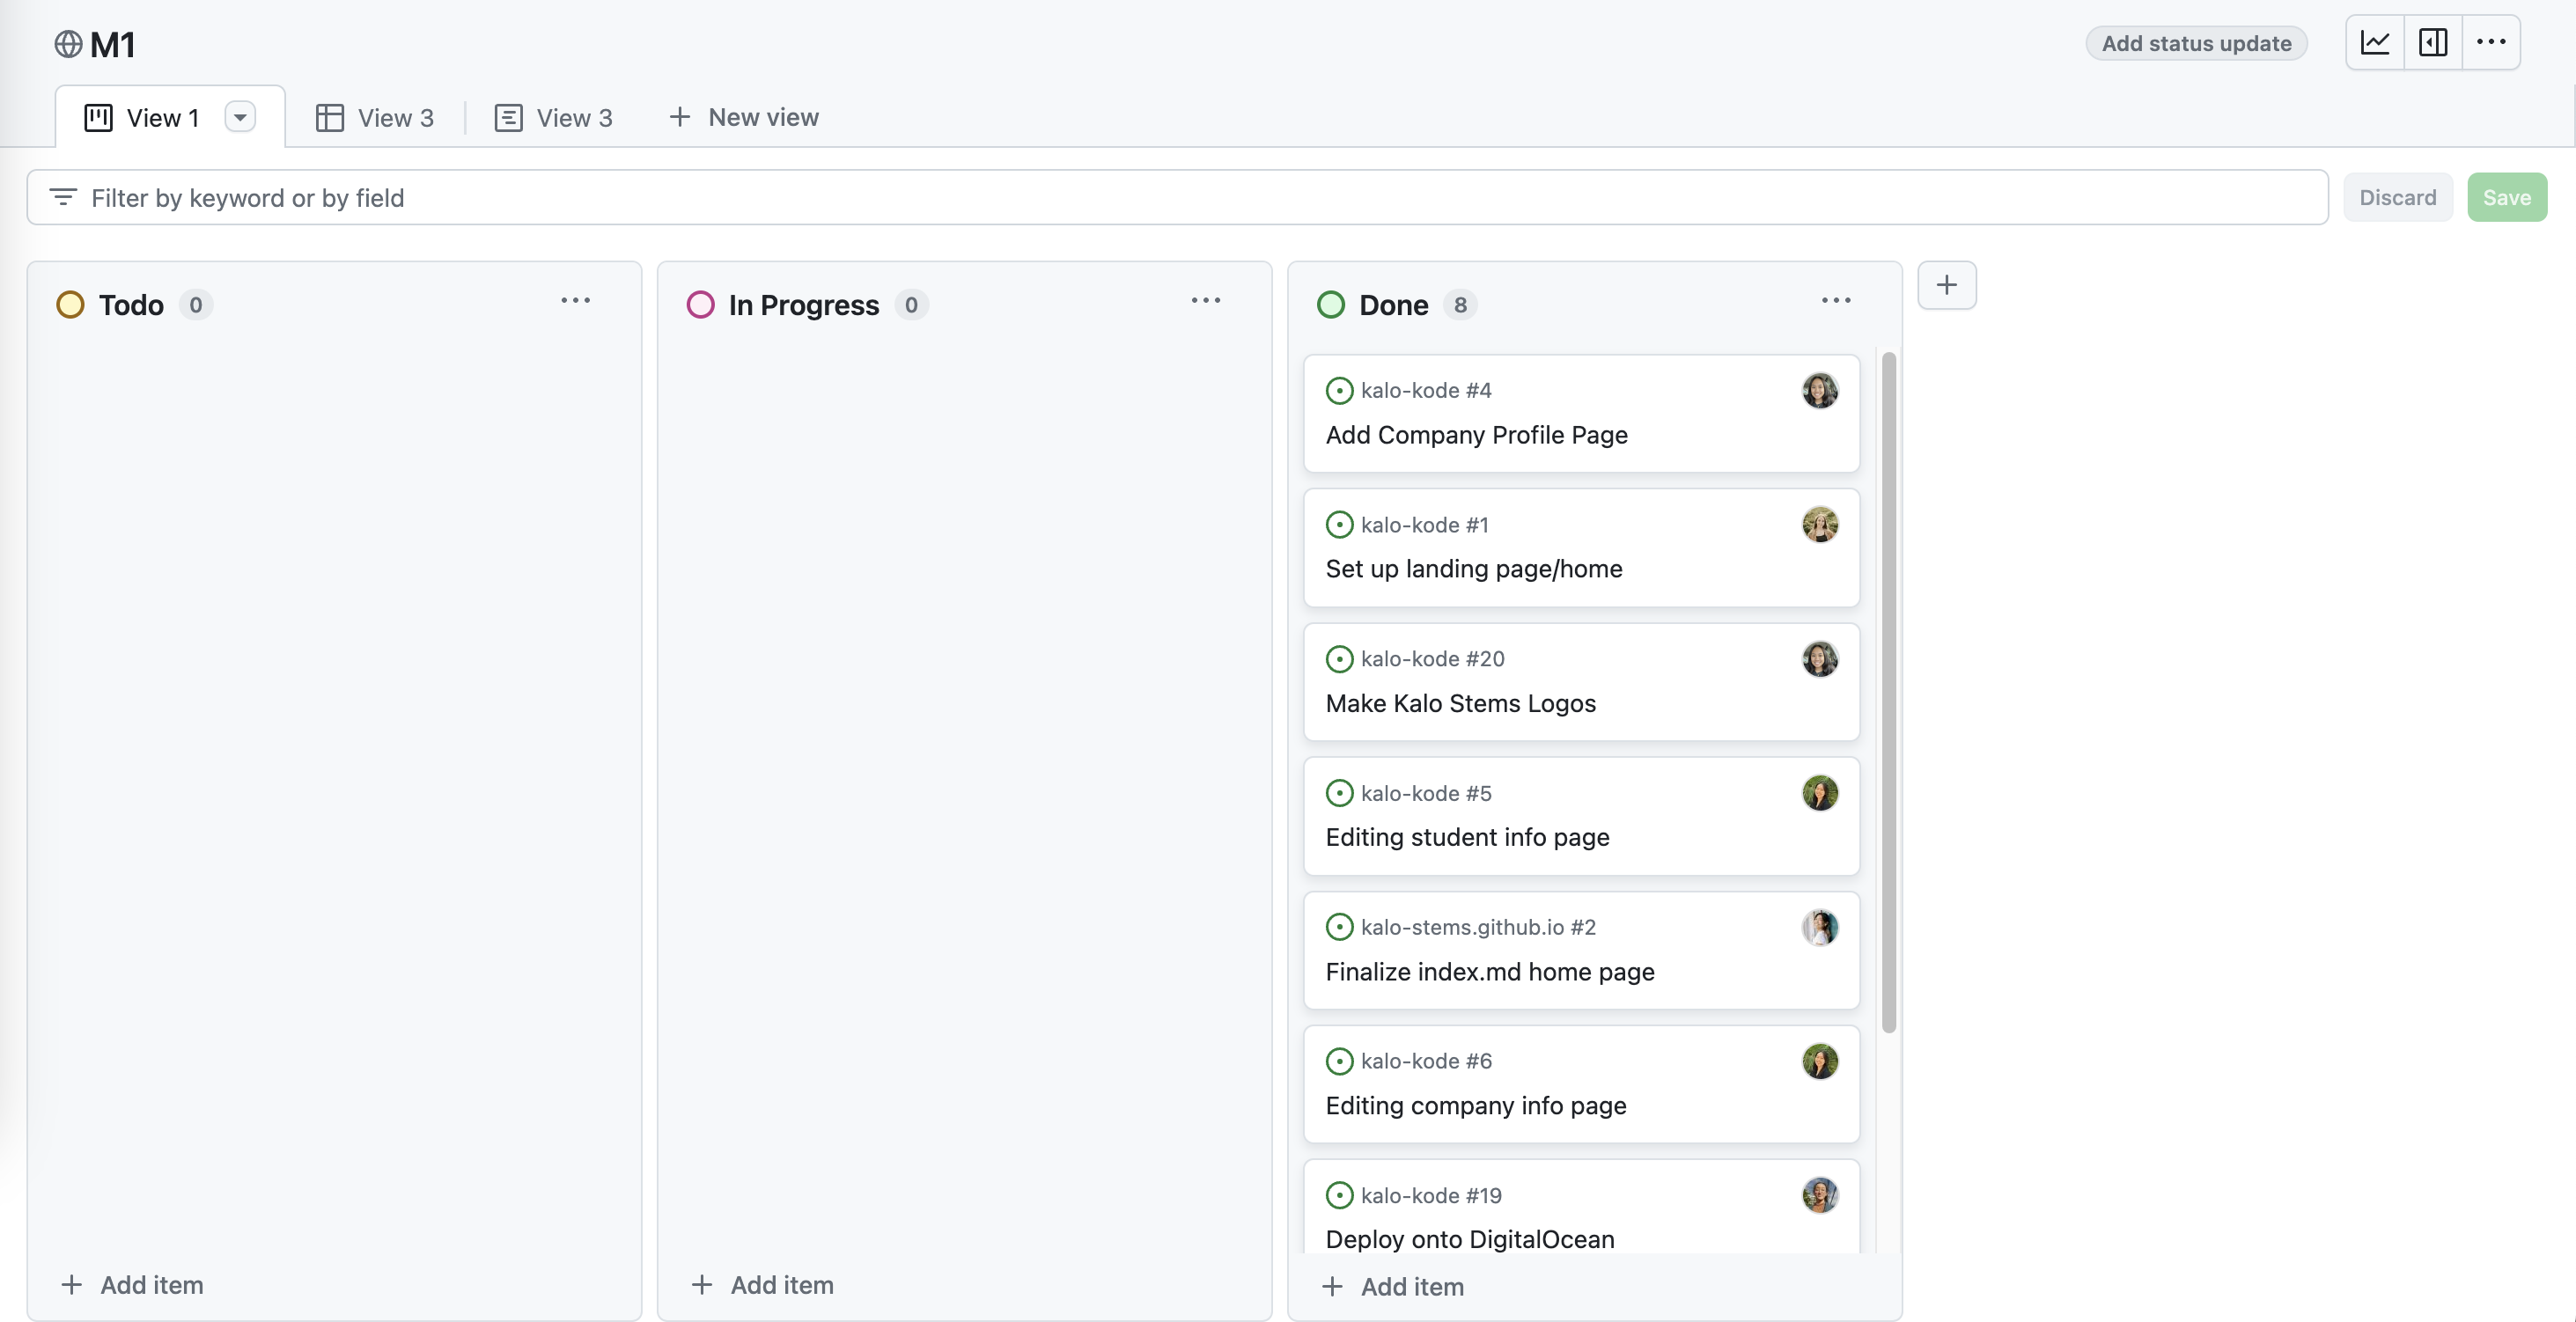 M1
Add status update
View 1
View 3
View 3
New view
Filter by keyword or by field
Discard
Save
Todo 0
In Progress 0
Done 8
kalo-kode #4
Add Company Profile Page
kalo-kode #1
Set up landing page/home
kalo-kode #20
Make Kalo Stems Logos
kalo-kode #5
Editing student info page
kalo-stems.github.io #2
Finalize index.md home page
kalo-kode #6
Editing company info page
kalo-kode #19
Deploy onto DigitalOcean
Add item
Add item
Add item